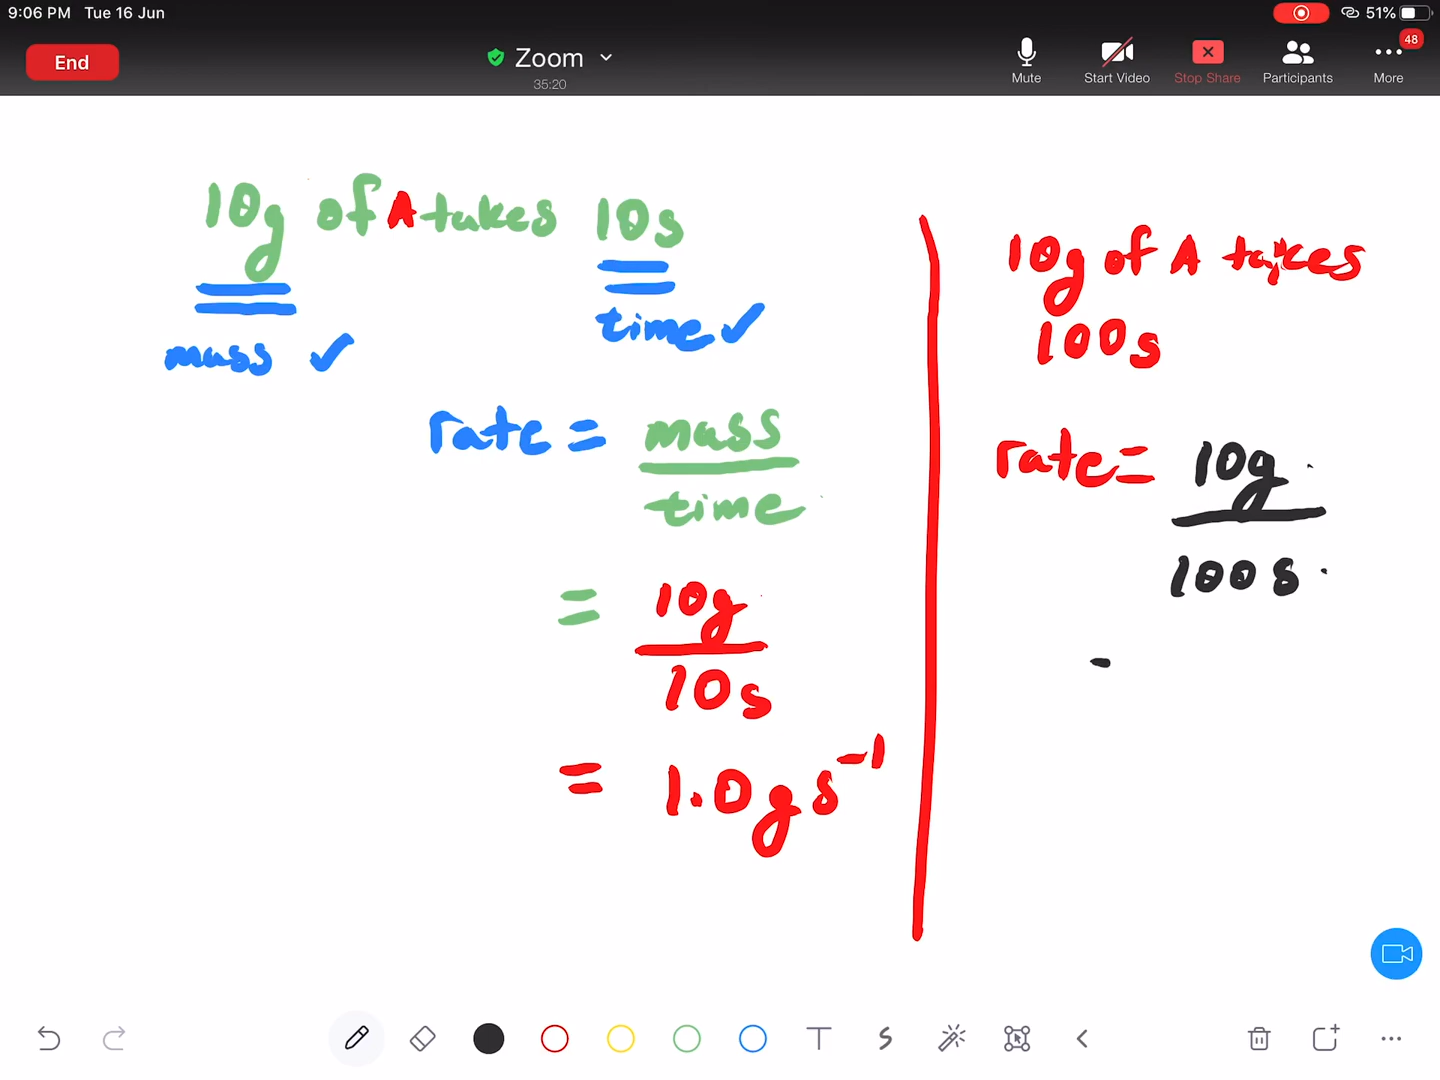 9:06 PM Tue 16 Jun
51%
End
Zoom
35:20
Mute
Start Video
Stop Share
Participants
More
48
10g of A takes 10s
mass ✓
time ✓
rate = mass
time
= 10g
10s
= 1.0 g s⁻¹
10g of A takes
100s
rate = 10g
100s
-
T